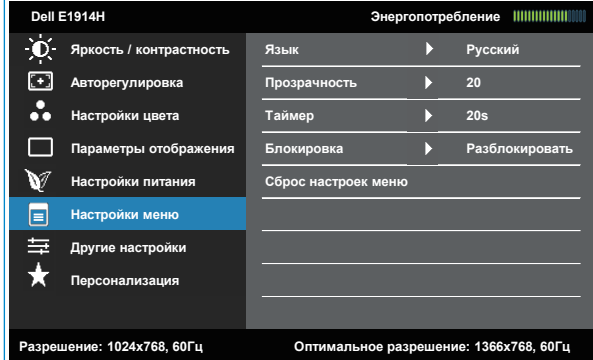 Dell E1914H Энергопотребление
Яркость / контрастность Язык Русский
Авторегулировка Прозрачность 20
Настройки цвета Таймер 20s
Параметры отображения Блокировка Разблокировать
Настройки питания Сброс настроек меню
Настройки меню
Другие настройки
Персонализация
Разрешение: 1024x768, 60Гц Оптимальное разрешение: 1366x768, 60Гц